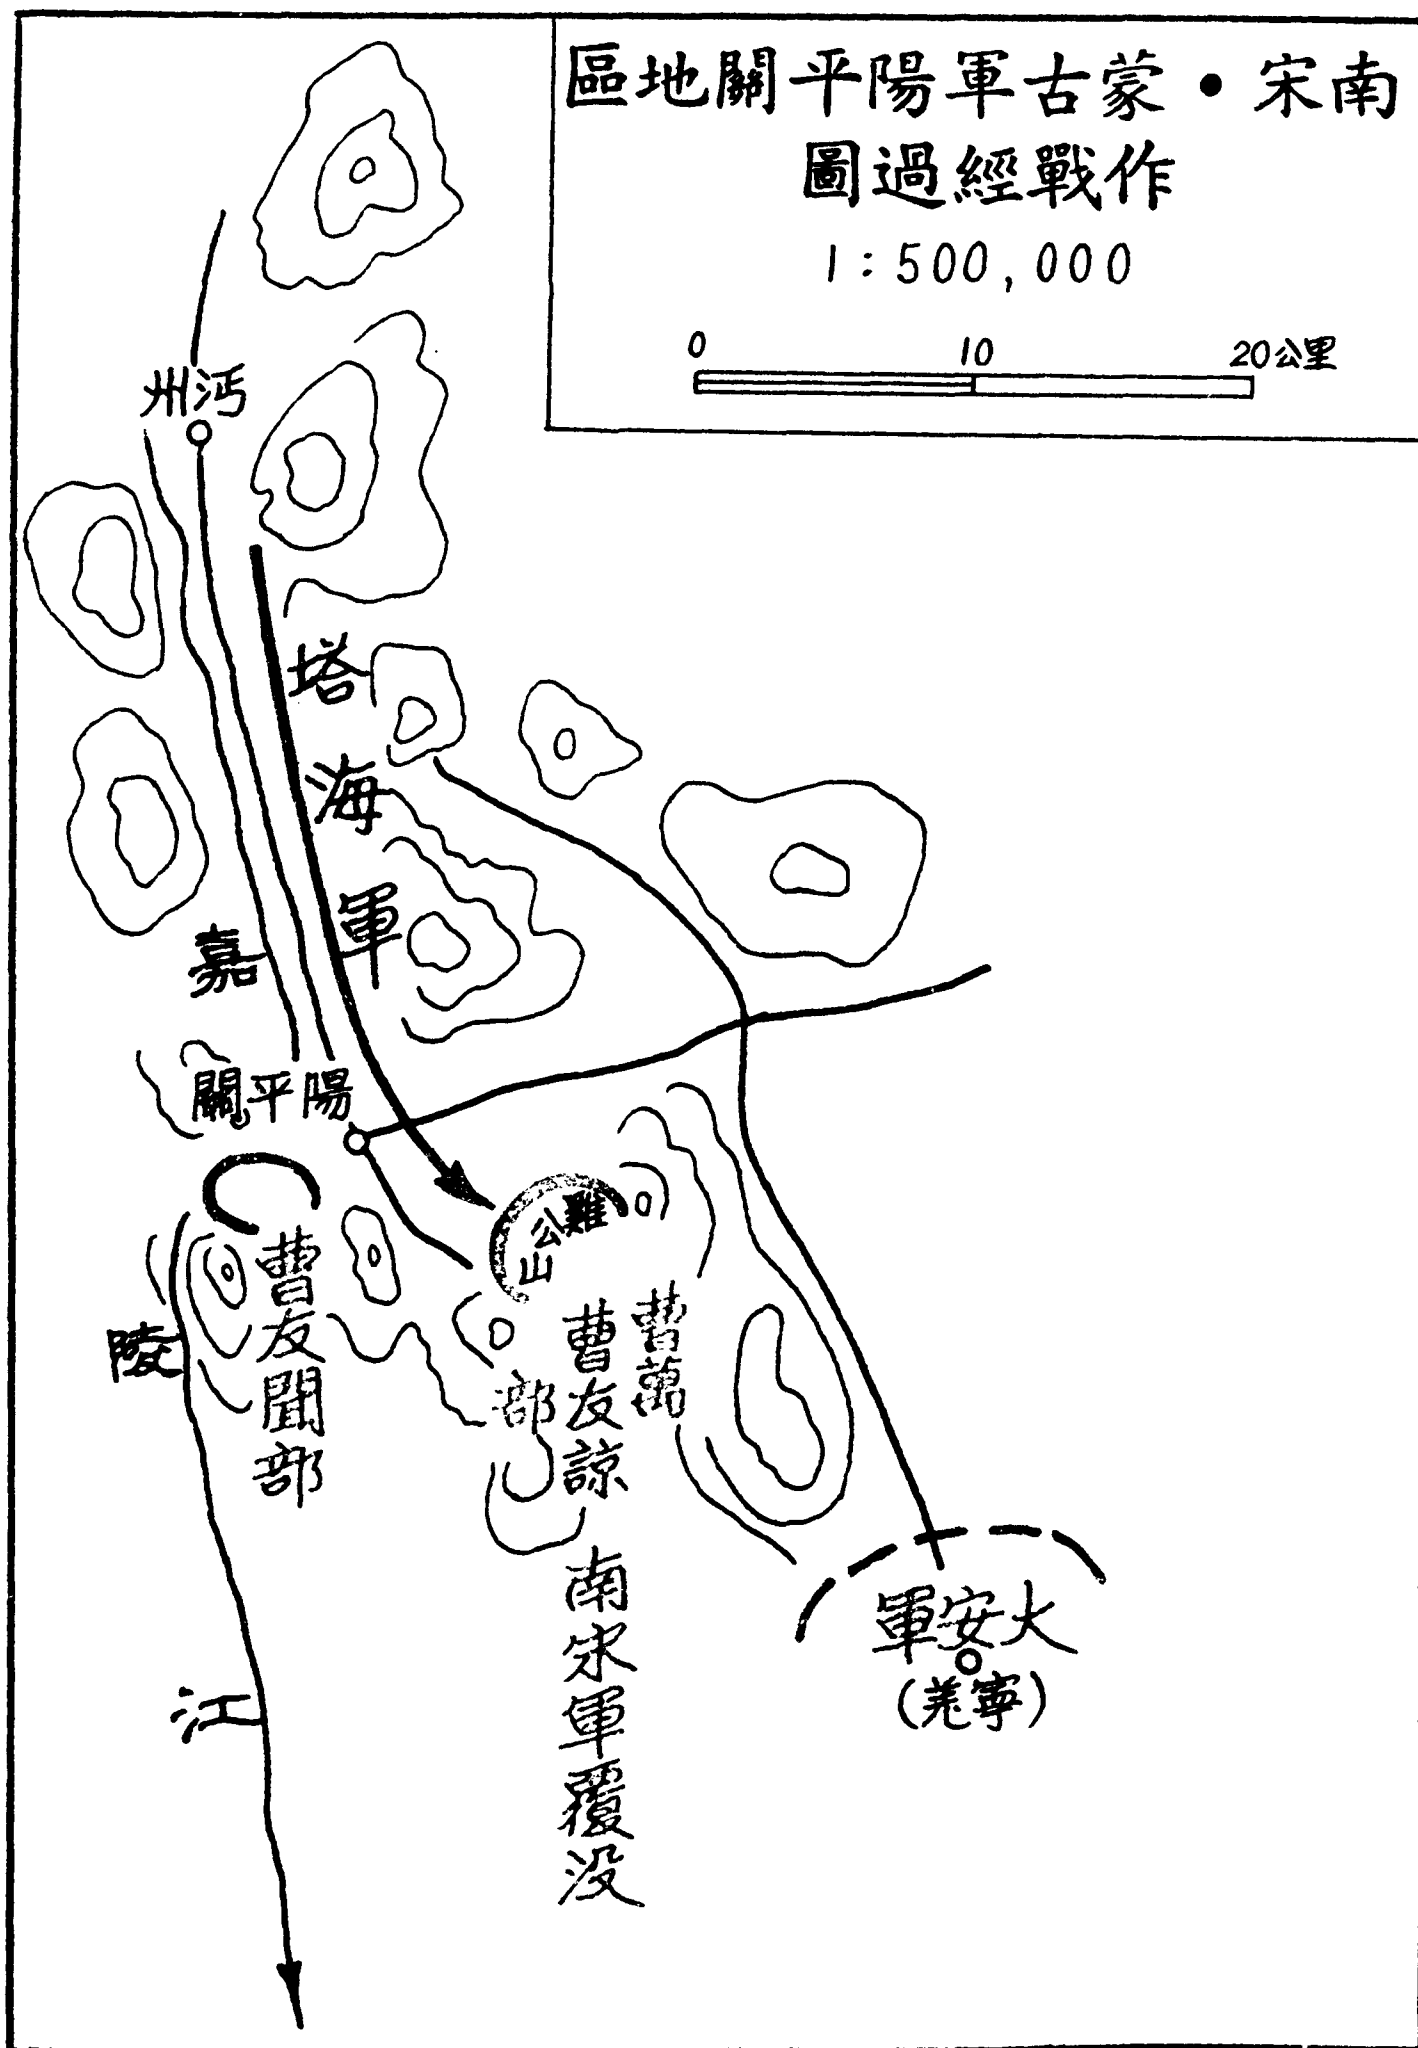 南宋・蒙古軍陽平關地區
作戰經過圖
1:500,000
0 10 20公里
沔州
塔海軍
嘉陵江
陽平關
雞公山
曹友聞部
曹萬
曹友諒
部
南宋軍覆没
大安軍
(寧羌)